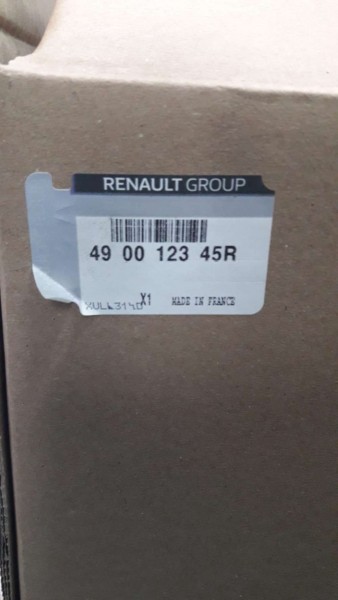 RENAULT GROUP
49 00 123 45R
X1 MADE IN FRANCE